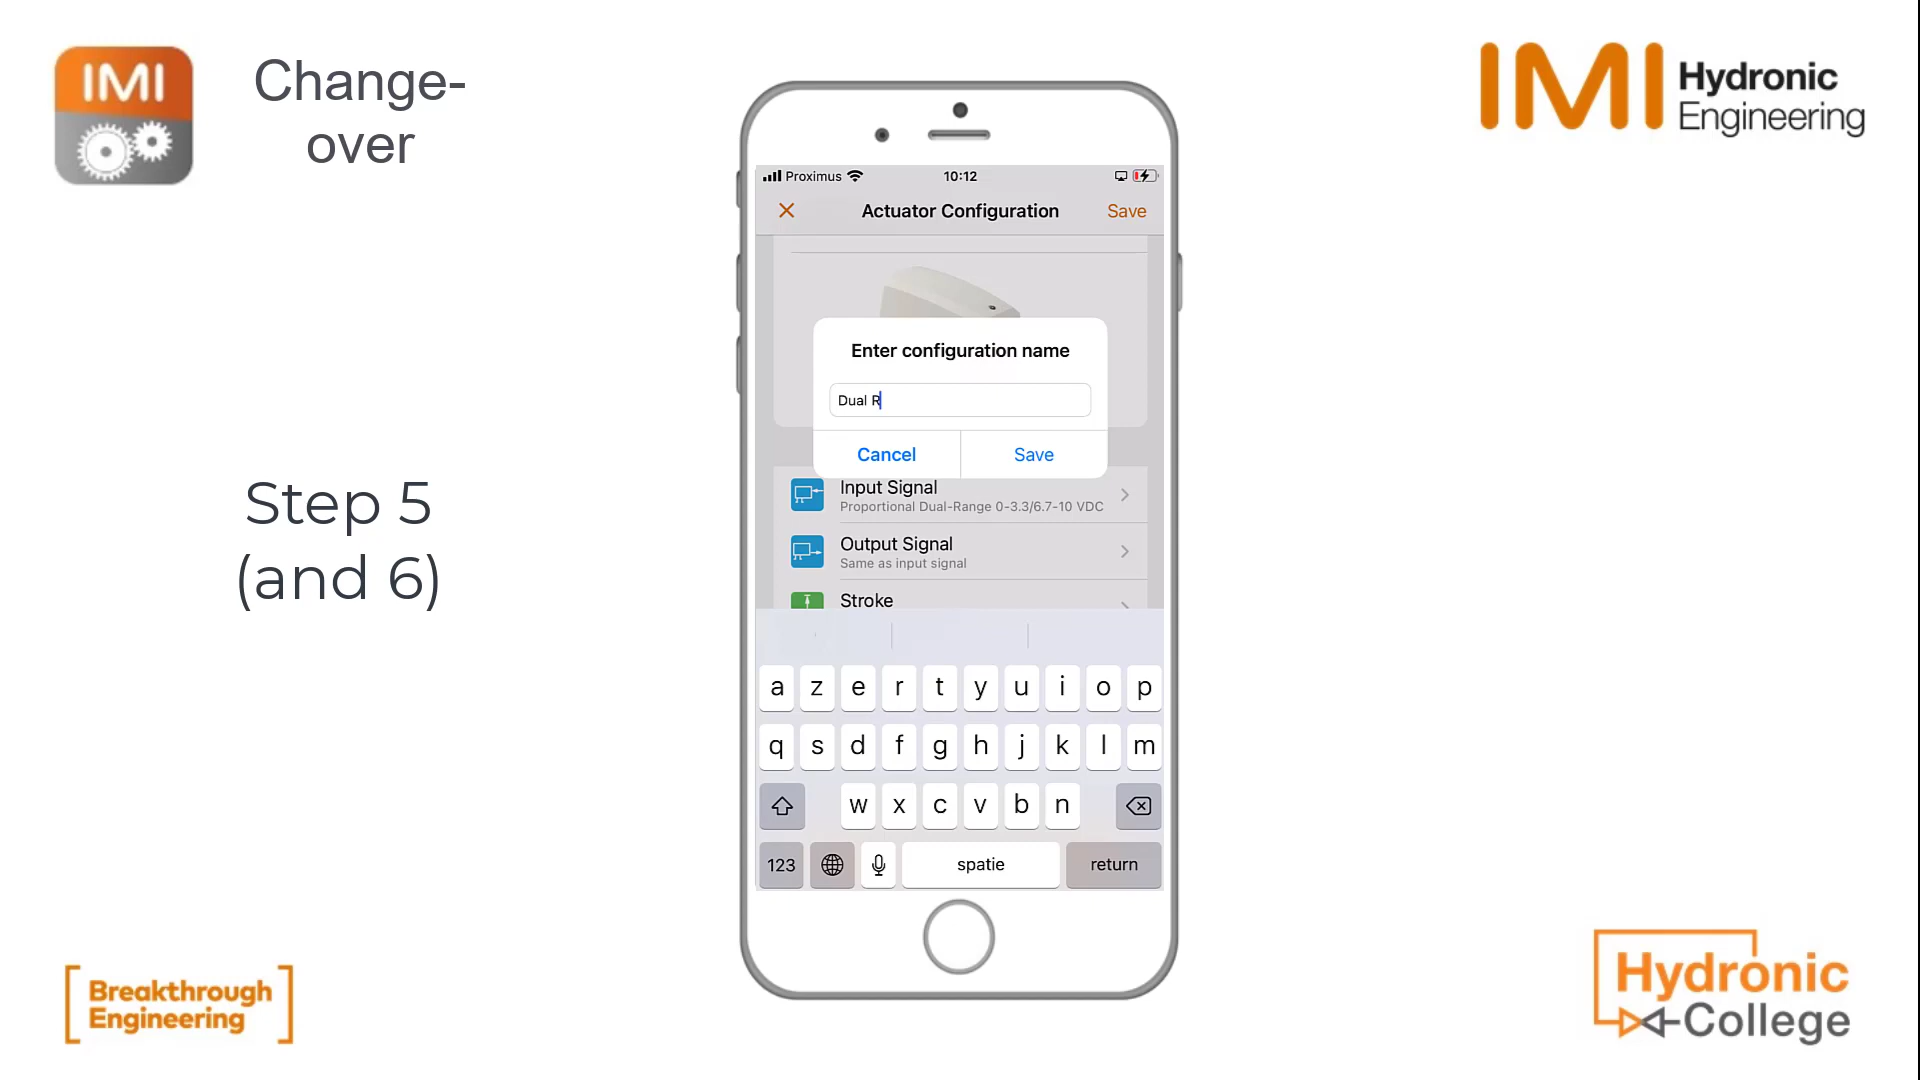 IMI
Change-
over
IMI Hydronic
Engineering
Step 5
(and 6)
Proximus
10:12
Actuator Configuration
Save
Enter configuration name
Dual R
Cancel
Save
Input Signal
Proportional Dual-Range 0-3.3/6.7-10 VDC
Output Signal
Same as input signal
Stroke
a z e r t y u i o p
q s d f g h j k l m
w x c v b n
123
spatie
return
Breakthrough
Engineering
Hydronic
College